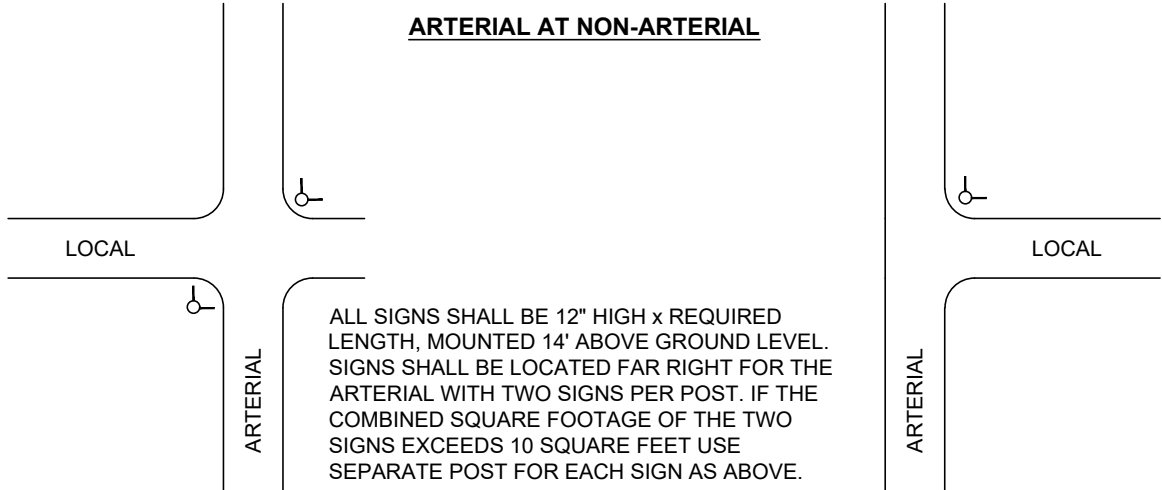 ARTERIAL AT NON-ARTERIAL
LOCAL
LOCAL
ALL SIGNS SHALL BE 12" HIGH x REQUIRED
LENGTH, MOUNTED 14' ABOVE GROUND LEVEL.
SIGNS SHALL BE LOCATED FAR RIGHT FOR THE
ARTERIAL WITH TWO SIGNS PER POST. IF THE
COMBINED SQUARE FOOTAGE OF THE TWO
SIGNS EXCEEDS 10 SQUARE FEET USE
SEPARATE POST FOR EACH SIGN AS ABOVE.
ARTERIAL
ARTERIAL